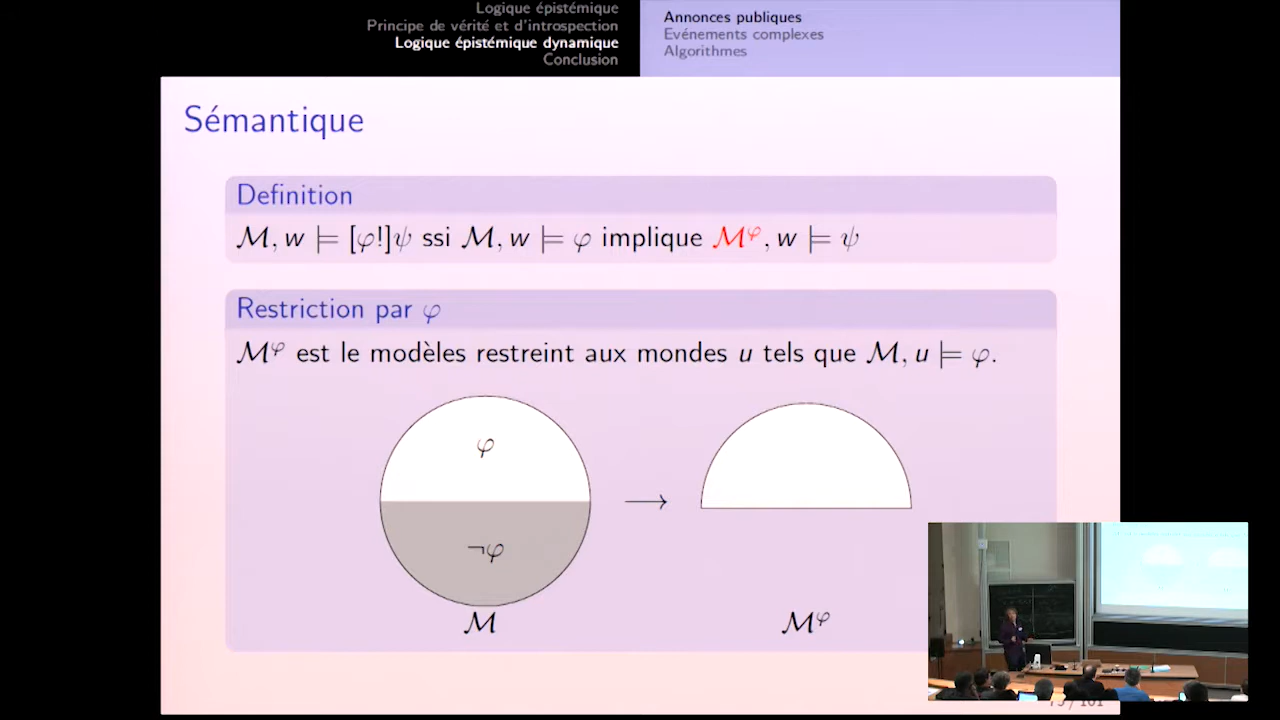 Logique épistémique
Principe de vérité et d'introspection
Logique épistémique dynamique
Conclusion
Annonces publiques
Evénements complexes
Algorithmes
Sémantique
Definition
ℳ, w ⊨ [φ!]ψ ssi ℳ, w ⊨ φ implique ℳ^φ, w ⊨ ψ
Restriction par φ
ℳ^φ est le modèles restreint aux mondes u tels que ℳ, u ⊨ φ.
φ
⟶
¬φ
ℳ
ℳ^φ